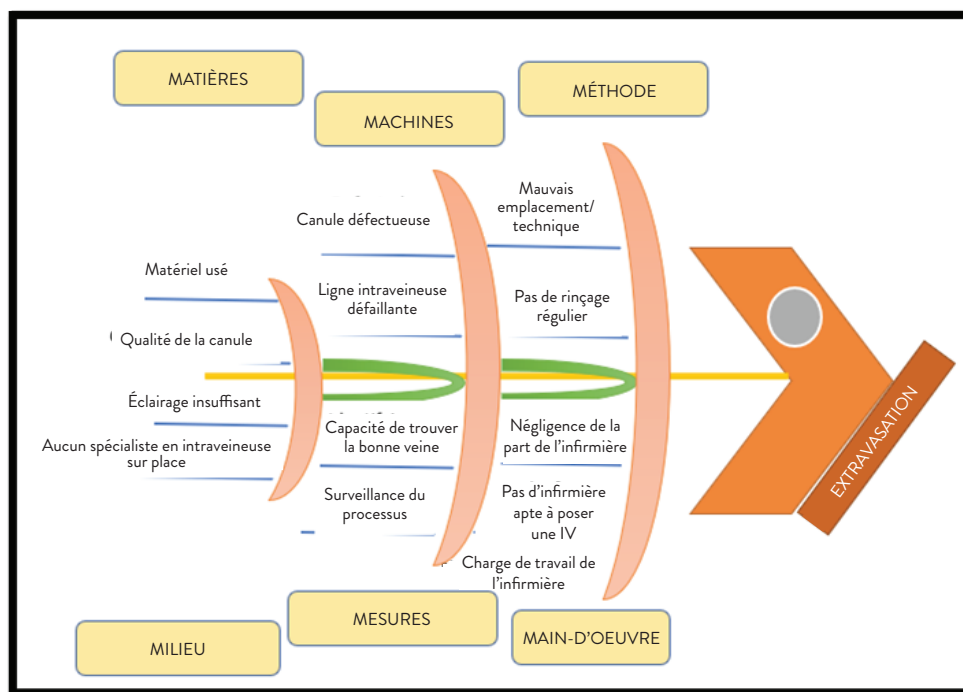 MATIÈRES
MACHINES
MÉTHODE
Matériel usé
Qualité de la canule
Canule défectueuse
Ligne intraveineuse
défaillante
Mauvais
emplacement/
technique
Pas de rinçage
régulier
Éclairage insuffisant
Aucun spécialiste en intraveineuse
sur place
Capacité de trouver
la bonne veine
Surveillance du
processus
Négligence de la
part de l’infirmière
Pas d’infirmière
apte à poser
une IV
Charge de travail de
l’infirmière
EXTRAVASATION
MILIEU
MESURES
MAIN-D’OEUVRE